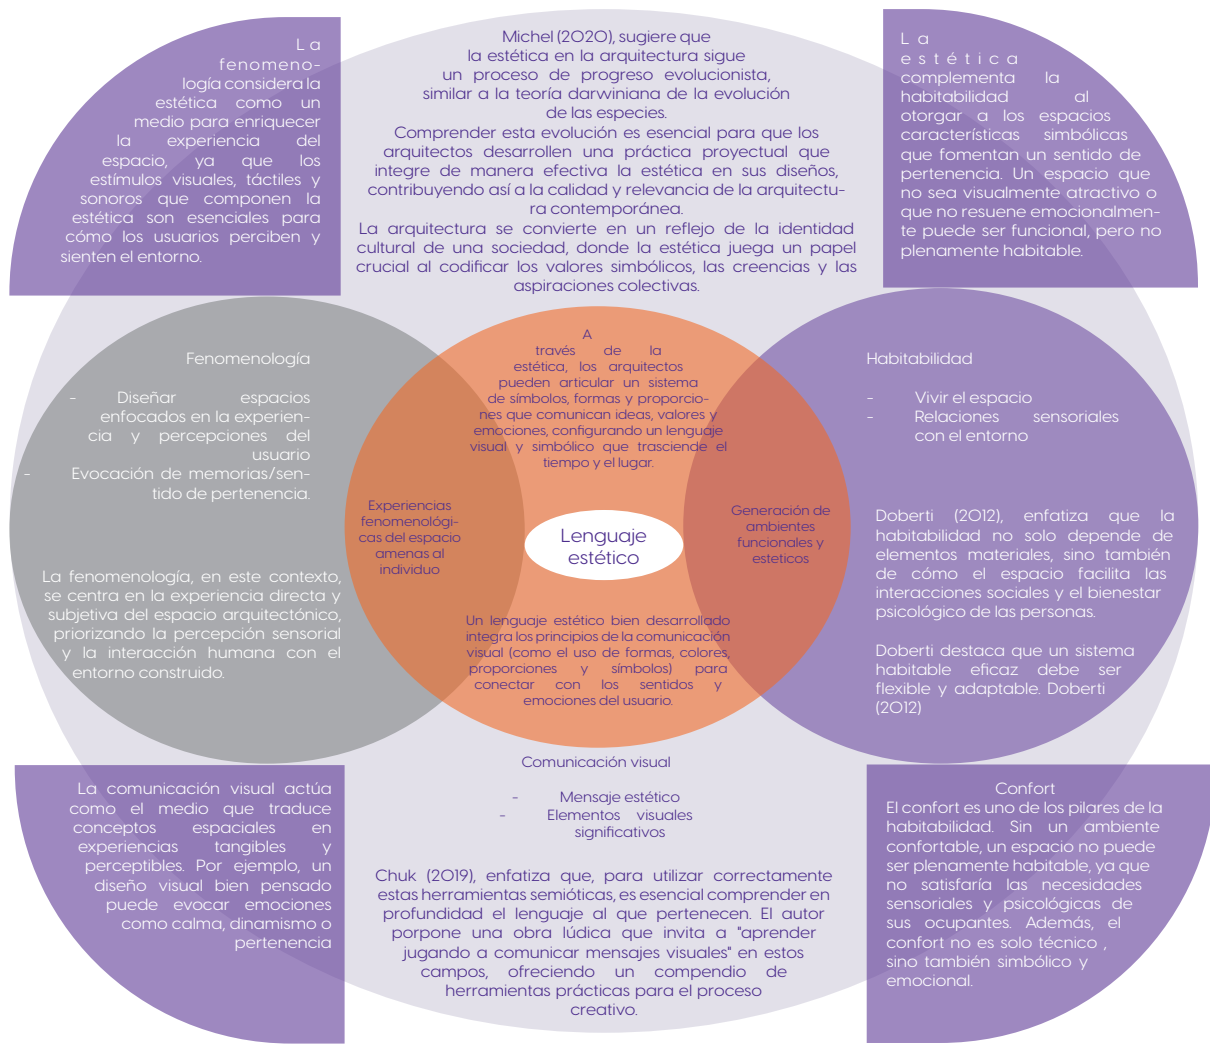 L a
fenomeno-
logía considera la
estética como un
medio para enriquecer
la experiencia del
espacio, ya que los
estímulos visuales, táctiles y
sonoros que componen la
estética son esenciales para
cómo los usuarios perciben y
sienten el entorno.
Michel (2020), sugiere que
la estética en la arquitectura sigue
un proceso de progreso evolucionista,
similar a la teoría darwiniana de la evolución
de las especies.
Comprender esta evolución es esencial para que los
arquitectos desarrollen una práctica proyectual que
integre de manera efectiva la estética en sus diseños,
contribuyendo así a la calidad y relevancia de la arquitectu-
ra contemporánea.
La arquitectura se convierte en un reflejo de la identidad
cultural de una sociedad, donde la estética juega un papel
crucial al codificar los valores simbólicos, las creencias y las
aspiraciones colectivas.
L a
e s t é t i c a
complementa la
habitabilidad al
otorgar a los espacios
características simbólicas
que fomentan un sentido de
pertenencia. Un espacio que
no sea visualmente atractivo o
que no resuene emocionalmen-
te puede ser funcional, pero no
plenamente habitable.
Fenomenología
- Diseñar espacios
enfocados en la experien-
cia y percepciones del
usuario
- Evocación de memorias/sen-
tido de pertenencia.
La fenomenología, en este contexto,
se centra en la experiencia directa y
subjetiva del espacio arquitectónico,
priorizando la percepción sensorial
y la interacción humana con el
entorno construido.
Experiencias
fenomenológi-
cas del espacio
amenas al
individuo
A
través de la
estética, los arquitectos
pueden articular un sistema
de símbolos, formas y proporcio-
nes que comunican ideas, valores y
emociones, configurando un lenguaje
visual y simbólico que trasciende el
tiempo y el lugar.
Lenguaje
estético
Un lenguaje estético bien desarrollado
integra los principios de la comunicación
visual (como el uso de formas, colores,
proporciones y símbolos) para
conectar con los sentidos y
emociones del usuario.
Generación de
ambientes
funcionales y
esteticos
Habitabilidad
- Vivir el espacio
- Relaciones sensoriales
con el entorno
Doberti (2012), enfatiza que la
habitabilidad no solo depende de
elementos materiales, sino también
de cómo el espacio facilita las
interacciones sociales y el bienestar
psicológico de las personas.
Doberti destaca que un sistema
habitable eficaz debe ser
flexible y adaptable. Doberti
(2012)
La comunicación visual actúa
como el medio que traduce
conceptos espaciales en
experiencias tangibles y
perceptibles. Por ejemplo, un
diseño visual bien pensado
puede evocar emociones
como calma, dinamismo o
pertenencia
Comunicación visual
- Mensaje estético
- Elementos visuales
significativos
Chuk (2019), enfatiza que, para utilizar correctamente
estas herramientas semióticas, es esencial comprender en
profundidad el lenguaje al que pertenecen. El autor
porpone una obra lúdica que invita a "aprender
jugando a comunicar mensajes visuales" en estos
campos, ofreciendo un compendio de
herramientas prácticas para el proceso
creativo.
Confort
El confort es uno de los pilares de la
habitabilidad. Sin un ambiente
confortable, un espacio no puede
ser plenamente habitable, ya que
no satisfaría las necesidades
sensoriales y psicológicas de
sus ocupantes. Además, el
confort no es solo técnico ,
sino también simbólico y
emocional.